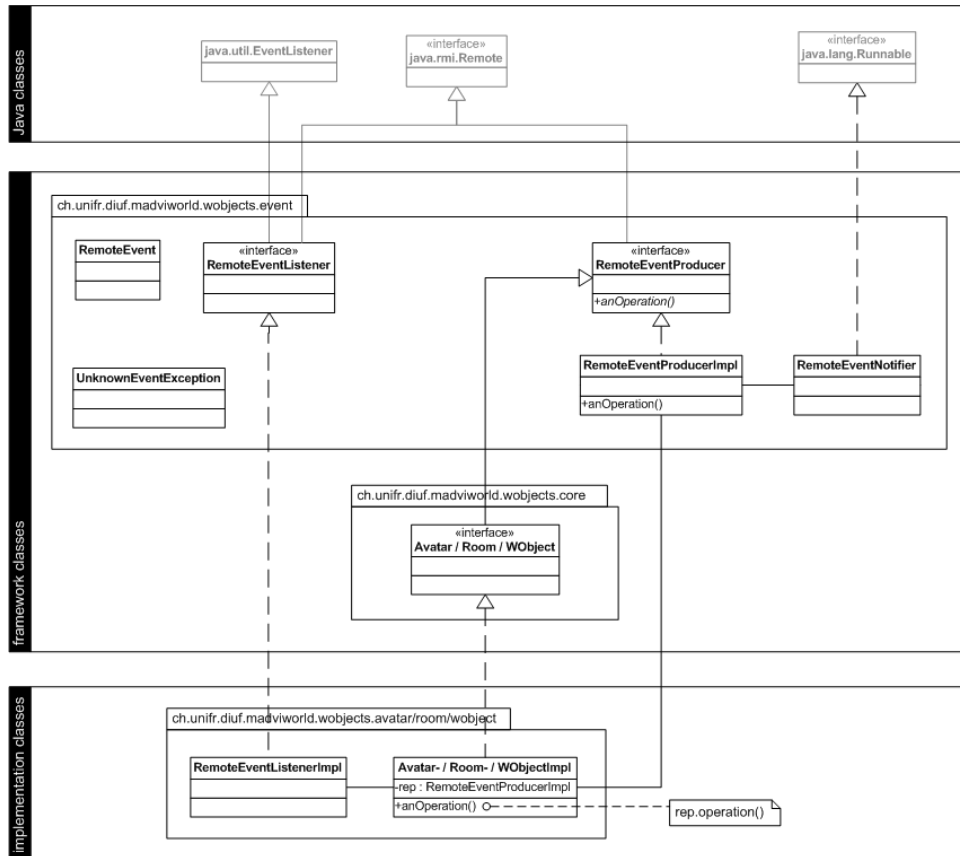 Java classes
java.util.EventListener
«interface»
java.rmi.Remote
«interface»
java.lang.Runnable
framework classes
ch.unifr.diuf.madviworld.wobjects.event
RemoteEvent
«interface»
RemoteEventListener
«interface»
RemoteEventProducer
+anOperation()
UnknownEventException
RemoteEventProducerImpl
+anOperation()
RemoteEventNotifier
ch.unifr.diuf.madviworld.wobjects.core
«interface»
Avatar / Room / WObject
implementation classes
ch.unifr.diuf.madviworld.wobjects.avatar/room/wobject
RemoteEventListenerImpl
Avatar- / Room- / WObjectImpl
-rep : RemoteEventProducerImpl
+anOperation()
rep.operation()